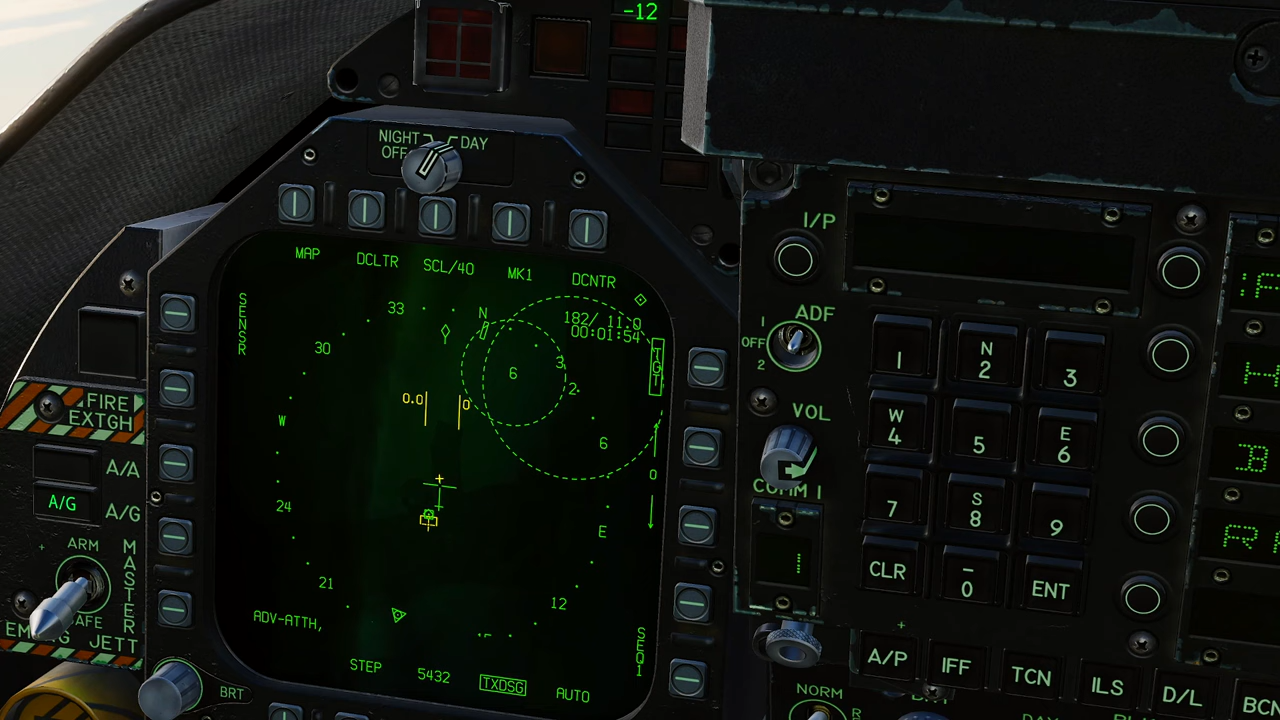 -12
NIGHT
DAY
OFF
MAP
DCLTR
SCL/40
MK1
DCNTR
SENSR
33
N
182/ 11.0
00:01:54
30
6
3
2
TGT
0.0
0
W
6
0
24
E
21
12
ADV-ATTH,
SEQ1
STEP
5432
TXDSG
AUTO
BRT
FIRE
EXTGH
A/A
A/G
A/G
ARM
MASTER
SAFE
JETT
I/P
ADF
1
OFF
2
VOL
COMM 1
1
1
N
2
3
W
4
5
E
6
7
S
8
9
CLR
-
0
ENT
A/P
IFF
TCN
ILS
D/L
BCN
NORM